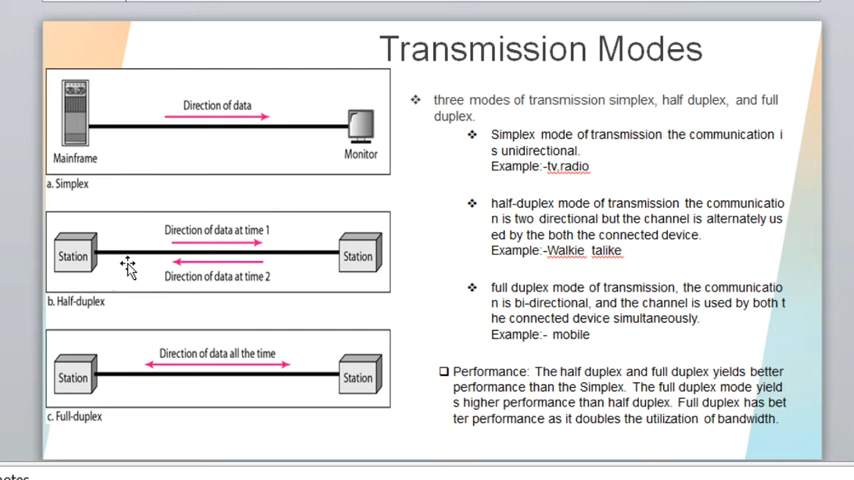 Transmission Modes
Direction of data
Mainframe
Monitor
a. Simplex
Direction of data at time 1
Station
Station
Direction of data at time 2
b. Half-duplex
Direction of data all the time
Station
Station
c. Full-duplex
three modes of transmission simplex, half duplex, and full
duplex.
Simplex mode of transmission the communication i
s unidirectional.
Example:-tv,radio
half-duplex mode of transmission the communicatio
n is two directional but the channel is alternately us
ed by the both the connected device.
Example:-Walkie talike
full duplex mode of transmission, the communicatio
n is bi-directional, and the channel is used by both t
he connected device simultaneously.
Example:- mobile
Performance: The half duplex and full duplex yields better
performance than the Simplex. The full duplex mode yield
s higher performance than half duplex. Full duplex has bet
ter performance as it doubles the utilization of bandwidth.